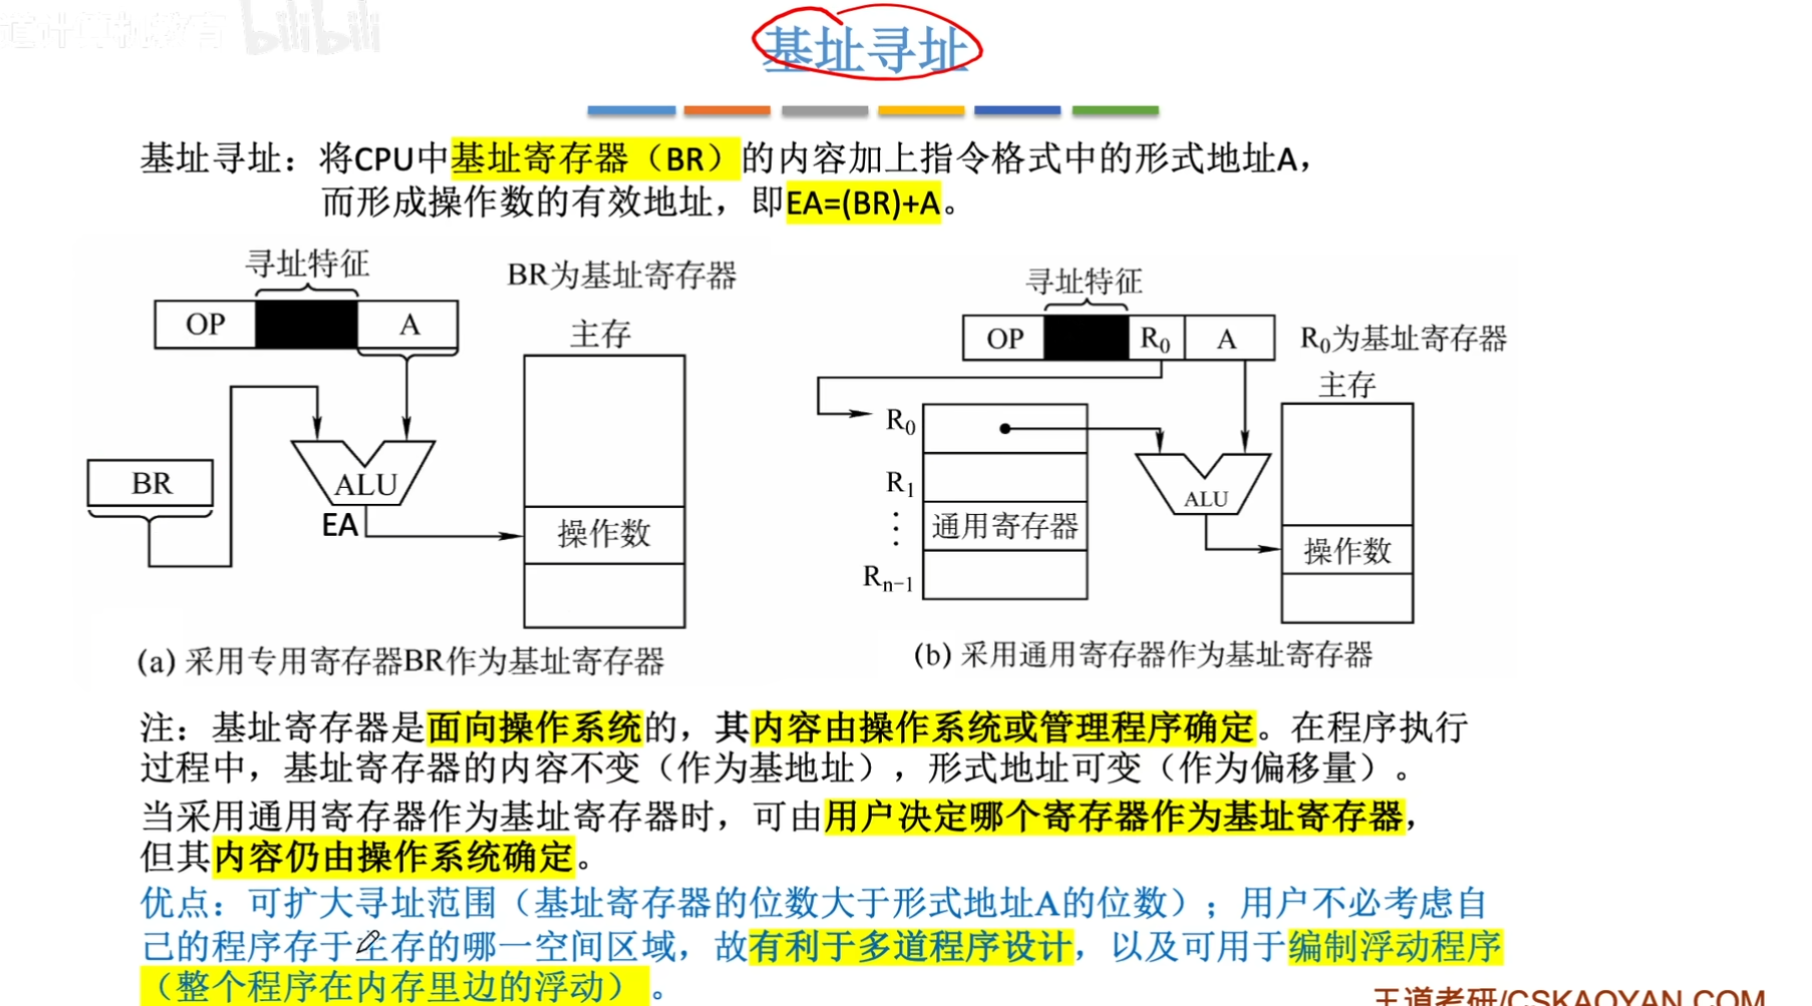 道计算机教育 bilibili
基址寻址
基址寻址：将CPU中基址寄存器（BR）的内容加上指令格式中的形式地址A，
而形成操作数的有效地址，即EA=(BR)+A。
寻址特征
BR为基址寄存器
OP
A
主存
BR
ALU
EA
操作数
(a) 采用专用寄存器BR作为基址寄存器
寻址特征
OP
R0
A
R0为基址寄存器
主存
R0
R1
⋮
通用寄存器
Rn−1
ALU
操作数
(b) 采用通用寄存器作为基址寄存器
注：基址寄存器是面向操作系统的，其内容由操作系统或管理程序确定。在程序执行
过程中，基址寄存器的内容不变（作为基地址），形式地址可变（作为偏移量）。
当采用通用寄存器作为基址寄存器时，可由用户决定哪个寄存器作为基址寄存器，
但其内容仍由操作系统确定。
优点：可扩大寻址范围（基址寄存器的位数大于形式地址A的位数）；用户不必考虑自
己的程序存于主存的哪一空间区域，故有利于多道程序设计，以及可用于编制浮动程序
（整个程序在内存里边的浮动）。
王道考研/CSKAOYAN.COM